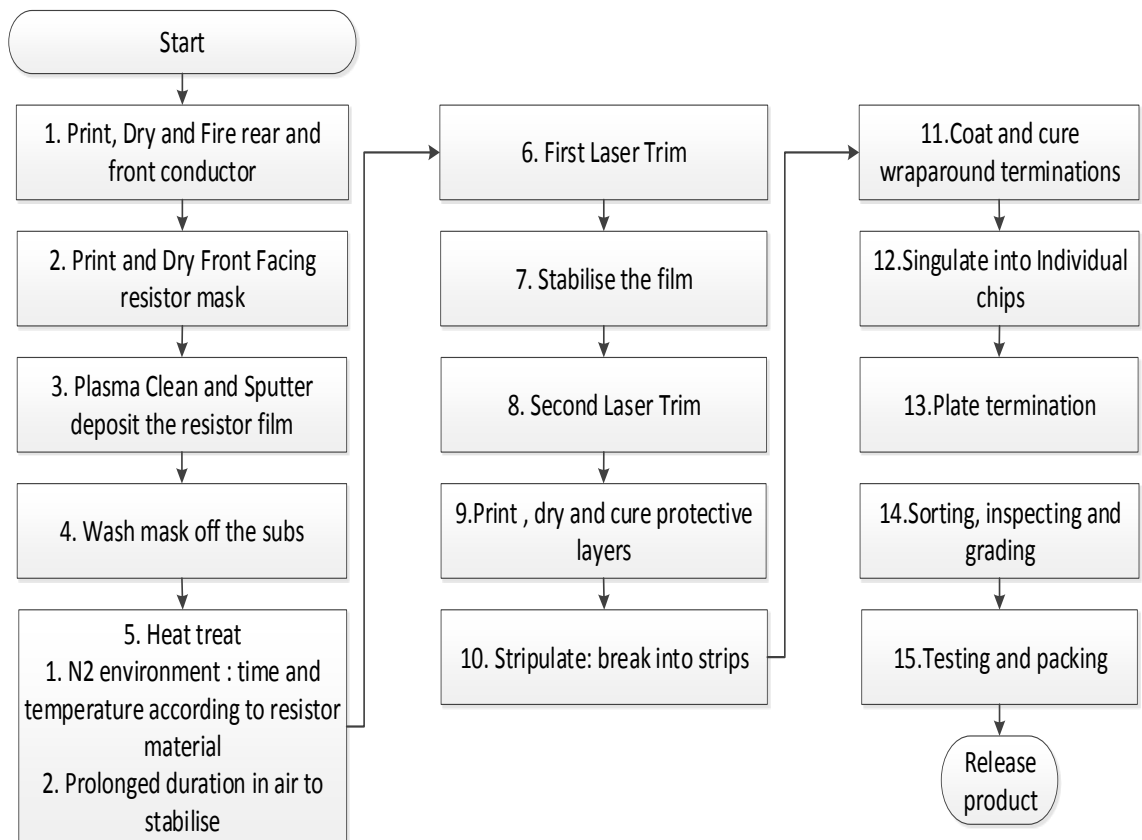 Start
1. Print, Dry and Fire rear and
front conductor
2. Print and Dry Front Facing
resistor mask
3. Plasma Clean and Sputter
deposit the resistor film
4. Wash mask off the subs
5. Heat treat
1. N2 environment : time and
temperature according to resistor
material
2. Prolonged duration in air to
stabilise
6. First Laser Trim
7. Stabilise the film
8. Second Laser Trim
9.Print , dry and cure protective
layers
10. Stripulate: break into strips
11.Coat and cure
wraparound terminations
12.Singulate into Individual
chips
13.Plate termination
14.Sorting, inspecting and
grading
15.Testing and packing
Release
product